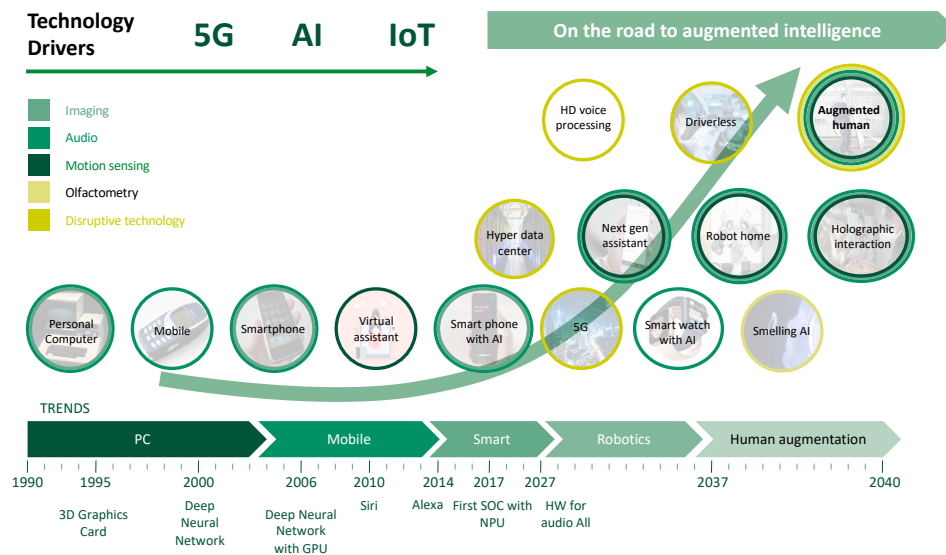 Technology
Drivers
5G
AI
IoT
On the road to augmented intelligence
Imaging
Audio
Motion sensing
Olfactometry
Disruptive technology
HD voice
processing
Driverless
Augmented
human
Hyper data
center
Next gen
assistant
Robot home
Holographic
interaction
Personal
Computer
Mobile
Smartphone
Virtual
assistant
Smart phone
with AI
5G
Smart watch
with AI
Smelling AI
TRENDS
PC
Mobile
Smart
Robotics
Human augmentation
1990
1995
2000
2006
2010
2014
2017
2027
2037
2040
3D Graphics
Card
Deep
Neural
Network
Deep Neural
Network
with GPU
Siri
Alexa
First SOC with
NPU
HW for
audio All